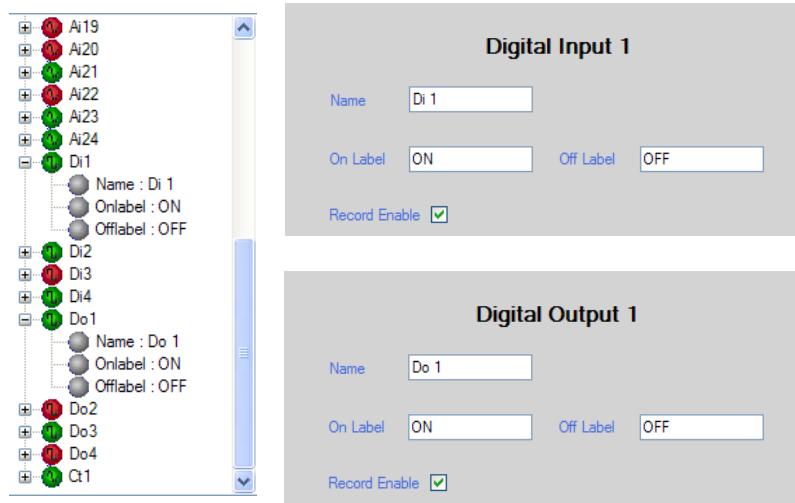 Ai19
Ai20
Ai21
Ai22
Ai23
Ai24
Di1
Name : Di 1
Onlabel : ON
Offlabel : OFF
Di2
Di3
Di4
Do1
Name : Do 1
Onlabel : ON
Offlabel : OFF
Do2
Do3
Do4
Ct1
Digital Input 1
Name Di 1
On Label ON Off Label OFF
Record Enable
Digital Output 1
Name Do 1
On Label ON Off Label OFF
Record Enable